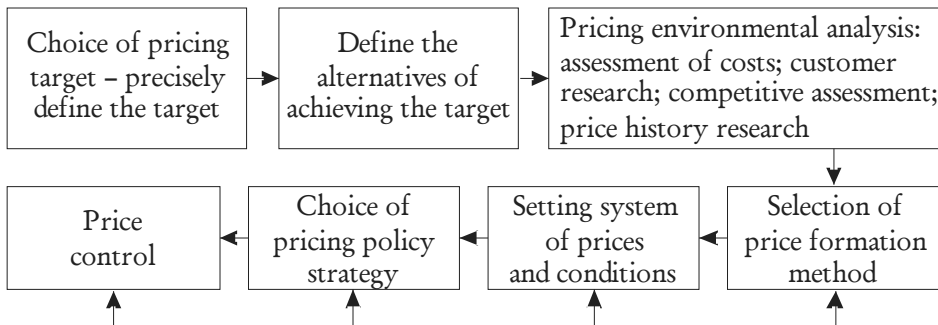 Choice of pricing
target – precisely
define the target
Define the
alternatives of
achieving the target
Pricing environmental analysis:
assessment of costs; customer
research; competitive assessment;
price history research
Price
control
Choice of
pricing policy
strategy
Setting system
of prices
and conditions
Selection of
price formation
method